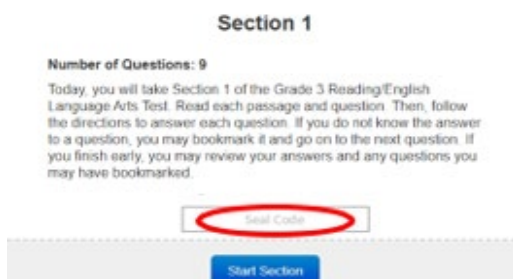 Section 1
Number of Questions: 9
Today, you will take Section 1 of the Grade 3 Reading/English
Language Arts Test. Read each passage and question. Then, follow
the directions to answer each question. If you do not know the answer
to a question, you may bookmark it and go on to the next question. If
you finish early, you may review your answers and any questions you
may have bookmarked.
Seal Code
Start Section